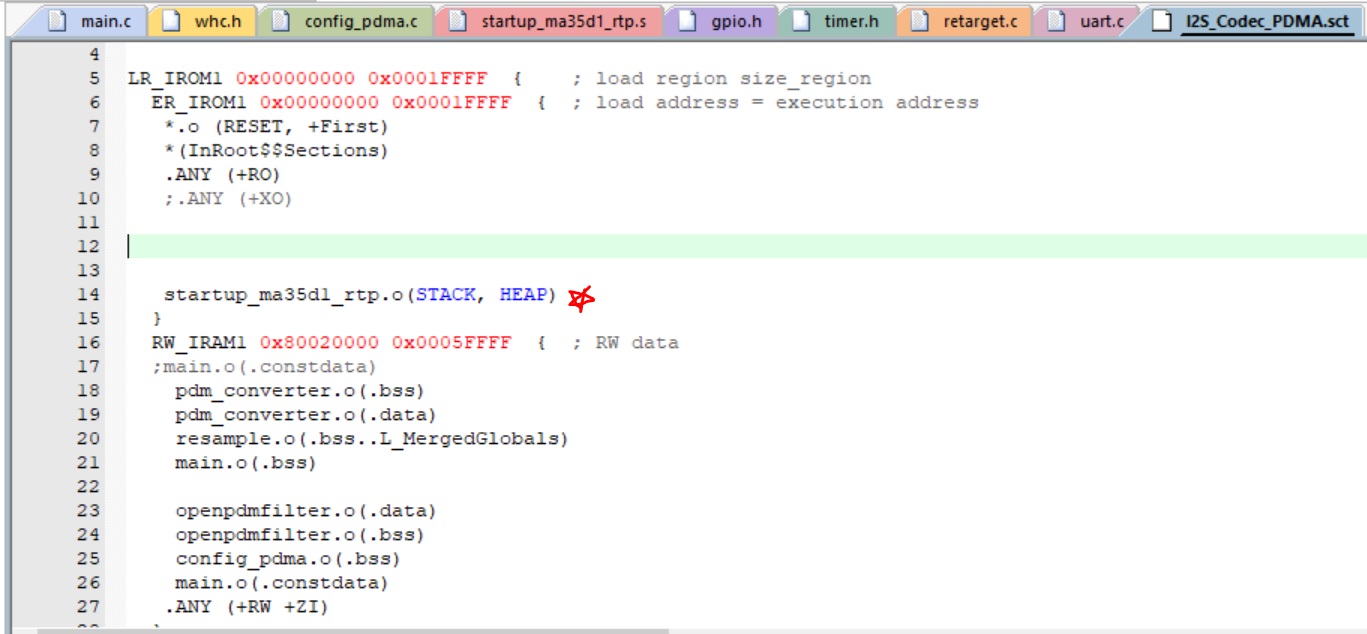 main.c whc.h config_pdma.c startup_ma35d1_rtp.s gpio.h timer.h retarget.c uart.c I2S_Codec_PDMA.sct
4
5 LR_IROM1 0x00000000 0x0001FFFF { ; load region size_region
6 ER_IROM1 0x00000000 0x0001FFFF { ; load address = execution address
7 *.o (RESET, +First)
8 *(InRoot$$Sections)
9 .ANY (+RO)
10 ;.ANY (+XO)
11
12
13
14 startup_ma35d1_rtp.o(STACK, HEAP)
15 }
16 RW_IRAM1 0x80020000 0x0005FFFF { ; RW data
17 ;main.o(.constdata)
18 pdm_converter.o(.bss)
19 pdm_converter.o(.data)
20 resample.o(.bss..L_MergedGlobals)
21 main.o(.bss)
22
23 openpdmfilter.o(.data)
24 openpdmfilter.o(.bss)
25 config_pdma.o(.bss)
26 main.o(.constdata)
27 .ANY (+RW +ZI)